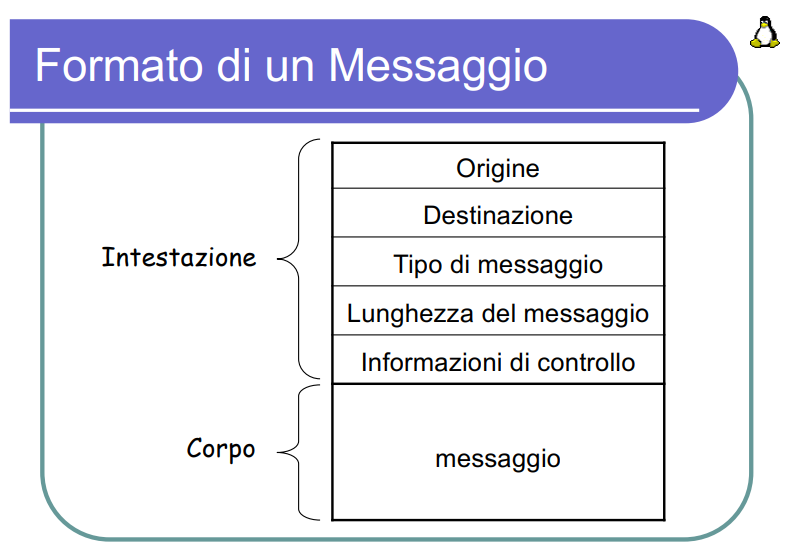 Formato di un Messaggio
Intestazione
Origine
Destinazione
Tipo di messaggio
Lunghezza del messaggio
Informazioni di controllo
Corpo
messaggio